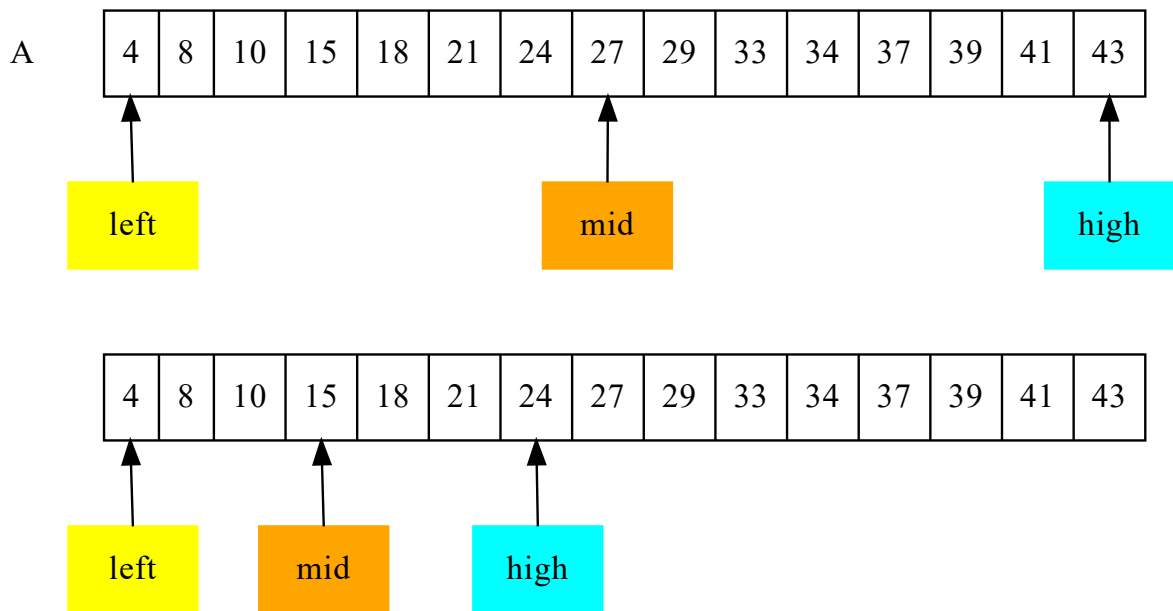 A 4 8 10 15 18 21 24 27 29 33 34 37 39 41 43
left mid high
4 8 10 15 18 21 24 27 29 33 34 37 39 41 43
left mid high